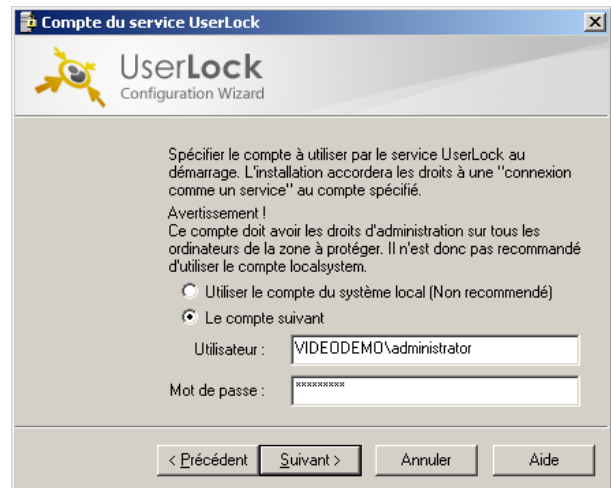 Compte du service UserLock
UserLock
Configuration Wizard
Spécifier le compte à utiliser par le service UserLock au
démarrage. L'installation accordera les droits à une "connexion
comme un service" au compte spécifié.
Avertissement !
Ce compte doit avoir les droits d'administration sur tous les
ordinateurs de la zone à protéger. Il n'est donc pas recommandé
d'utiliser le compte localsystem.
Utiliser le compte du système local (Non recommendé)
Le compte suivant
Utilisateur : VIDEODEMO\administrator
Mot de passe : ×××××××××
< Précédent Suivant > Annuler Aide